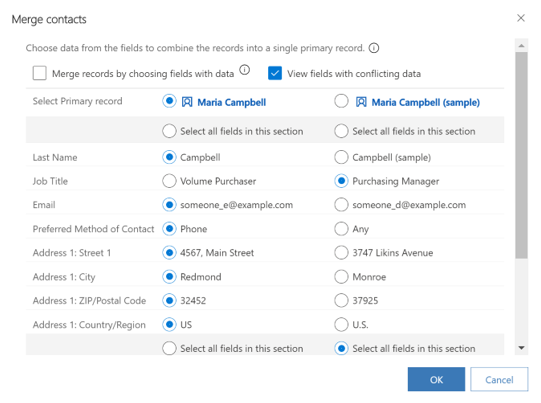 Merge contacts
Choose data from the fields to combine the records into a single primary record.
Merge records by choosing fields with data View fields with conflicting data
Select Primary record Maria Campbell Maria Campbell (sample)
Select all fields in this section Select all fields in this section
Last Name Campbell Campbell (sample)
Job Title Volume Purchaser Purchasing Manager
Email someone_e@example.com someone_d@example.com
Preferred Method of Contact Phone Any
Address 1: Street 1 4567, Main Street 3747 Likins Avenue
Address 1: City Redmond Monroe
Address 1: ZIP/Postal Code 32452 37925
Address 1: Country/Region US U.S.
Select all fields in this section Select all fields in this section
OK Cancel